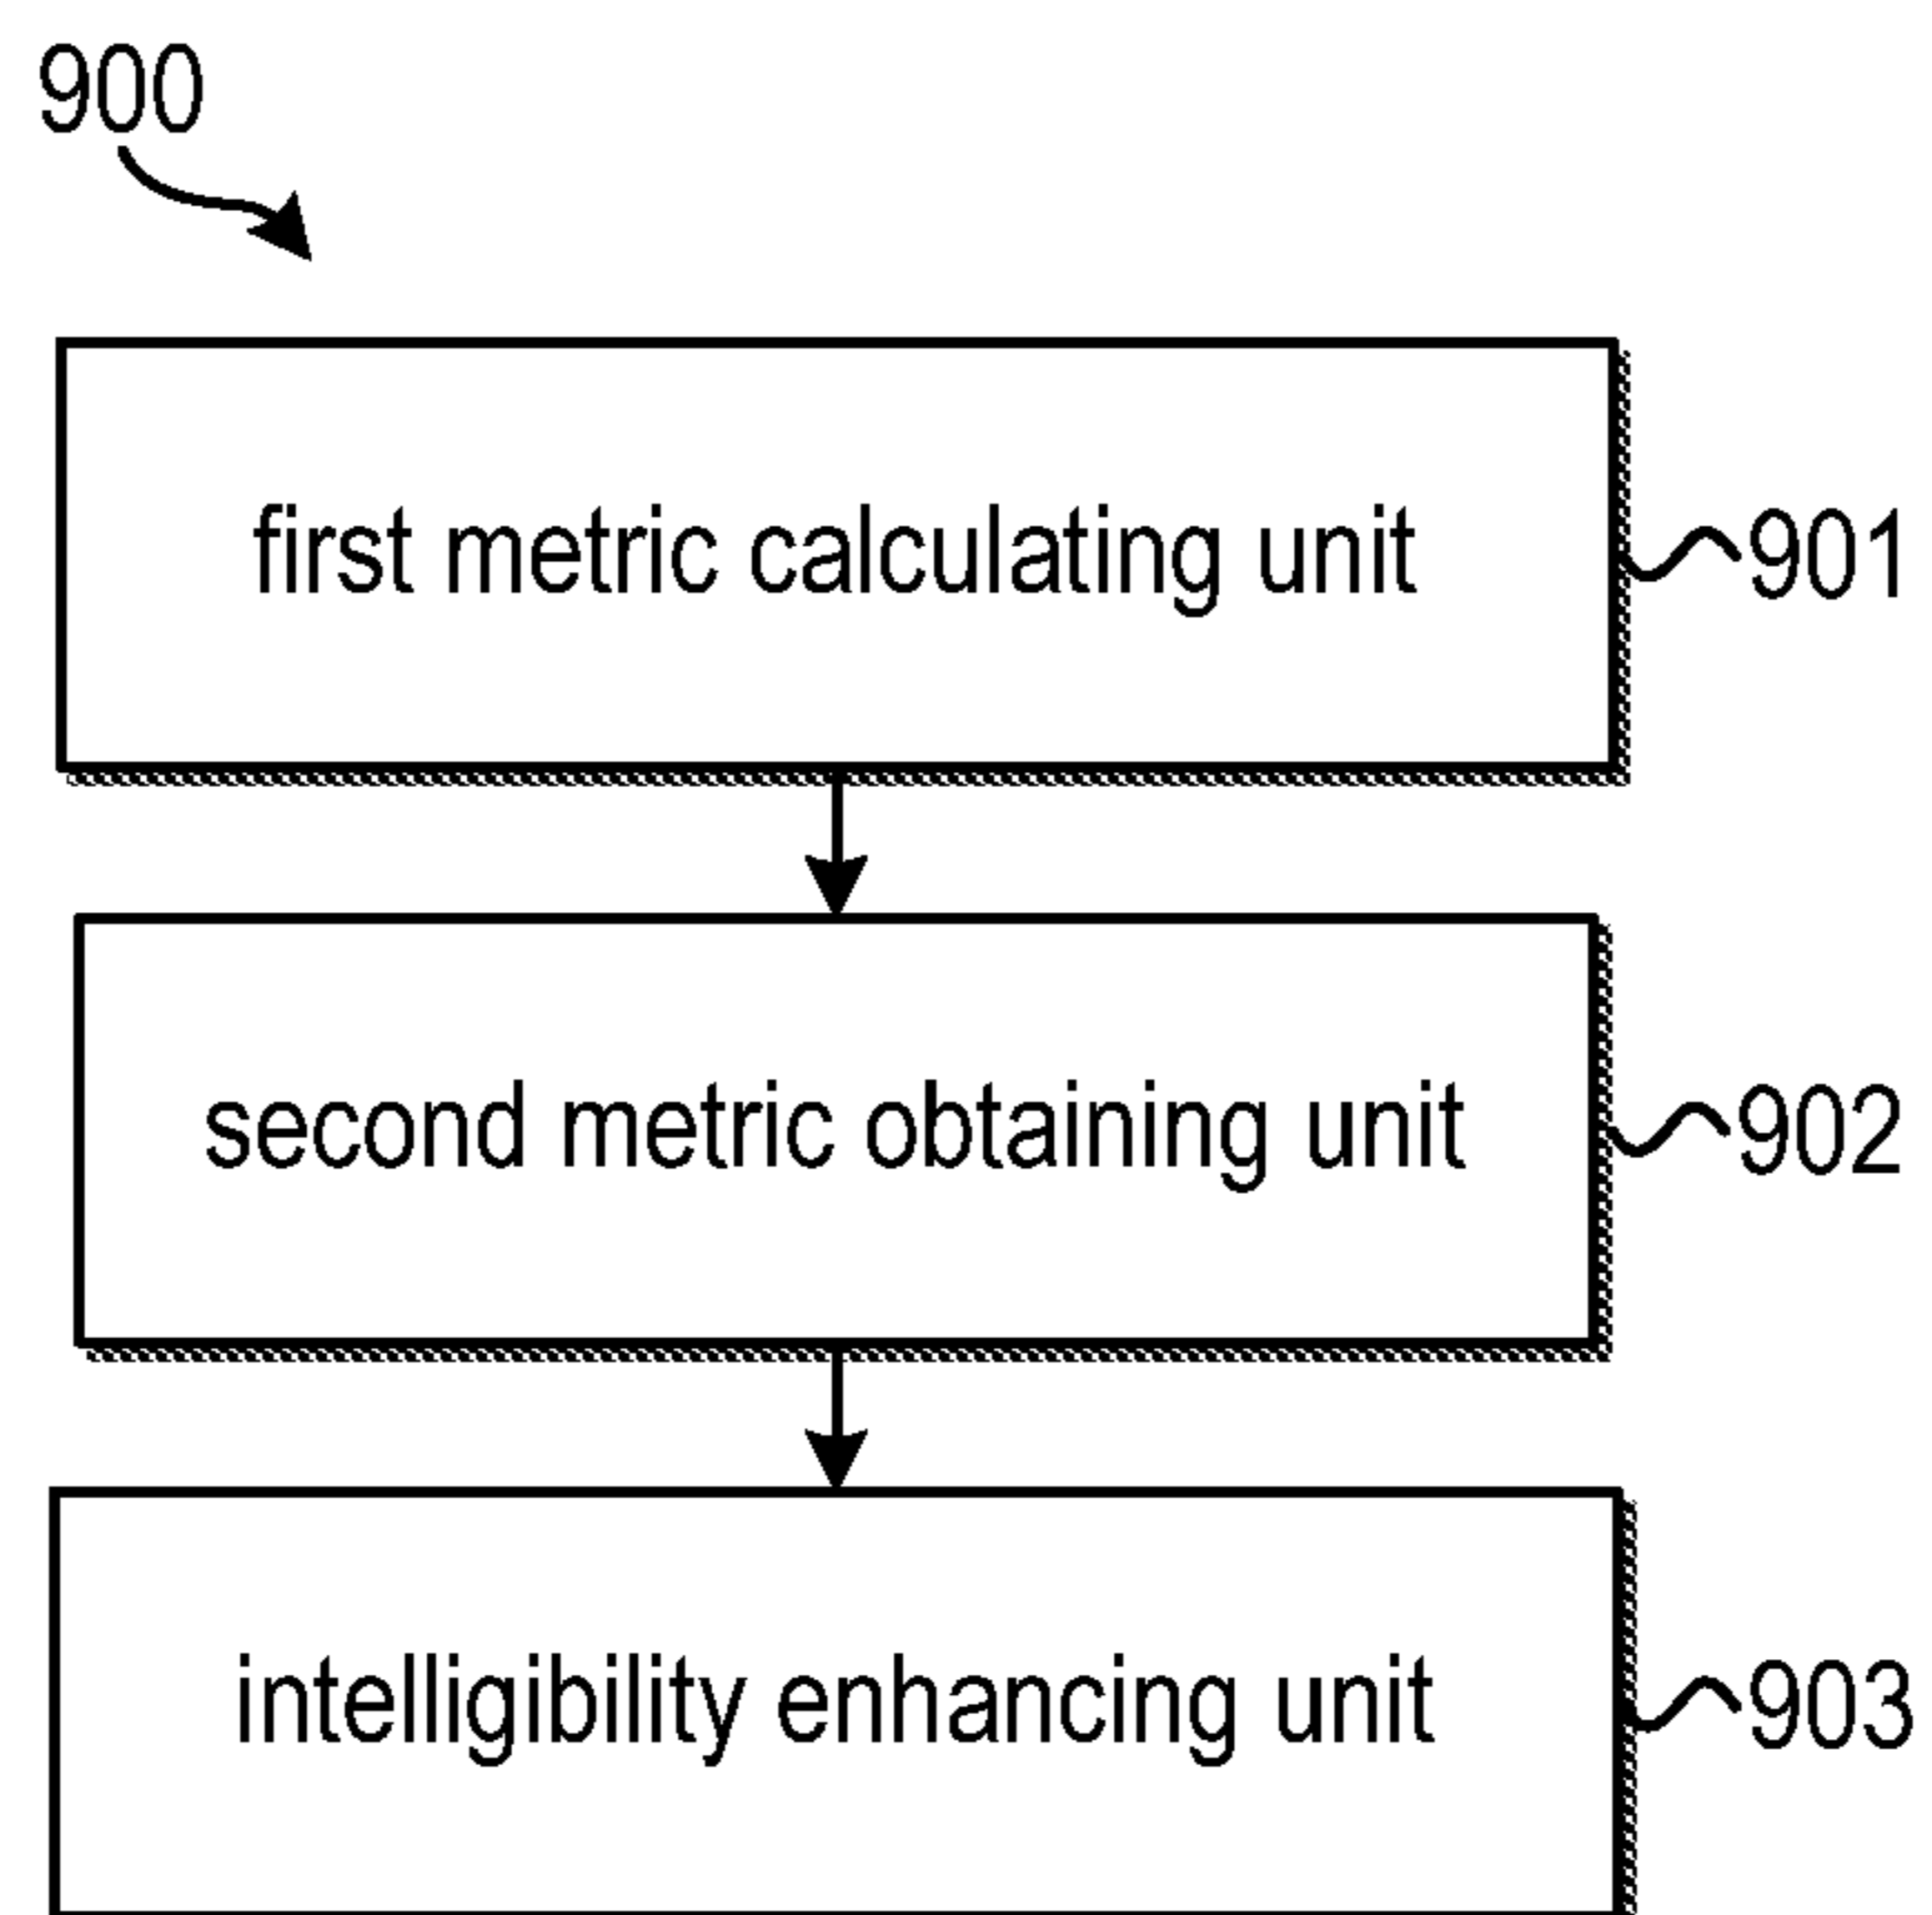 900
first metric calculating unit
901
second metric obtaining unit
902
intelligibility enhancing unit
903